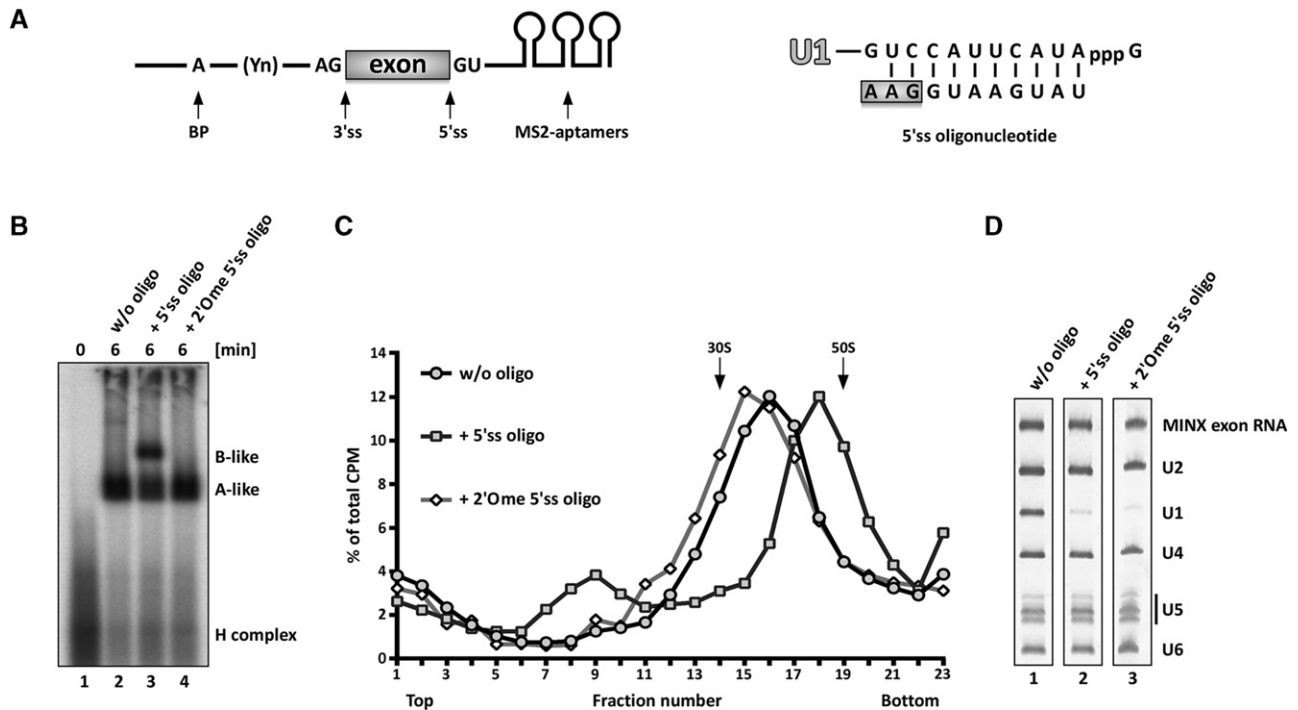 A
A (Yn) AG exon GU
BP 3'ss 5'ss MS2-aptamers
U1 G U C C A U U C A U A ppp G
A A G G U A A G U A U
5'ss oligonucleotide
B
w/o oligo
+ 5'ss oligo
+ 2'Ome 5'ss oligo
0 6 6 6 [min]
B-like
A-like
H complex
1 2 3 4
C
w/o oligo
+ 5'ss oligo
+ 2'Ome 5'ss oligo
30S 50S
% of total CPM
14
12
10
8
6
4
2
0
1 3 5 7 9 11 13 15 17 19 21 23
Top Fraction number Bottom
D
w/o oligo
+ 5'ss oligo
+ 2'Ome 5'ss oligo
MINX exon RNA
U2
U1
U4
U5
U6
1 2 3